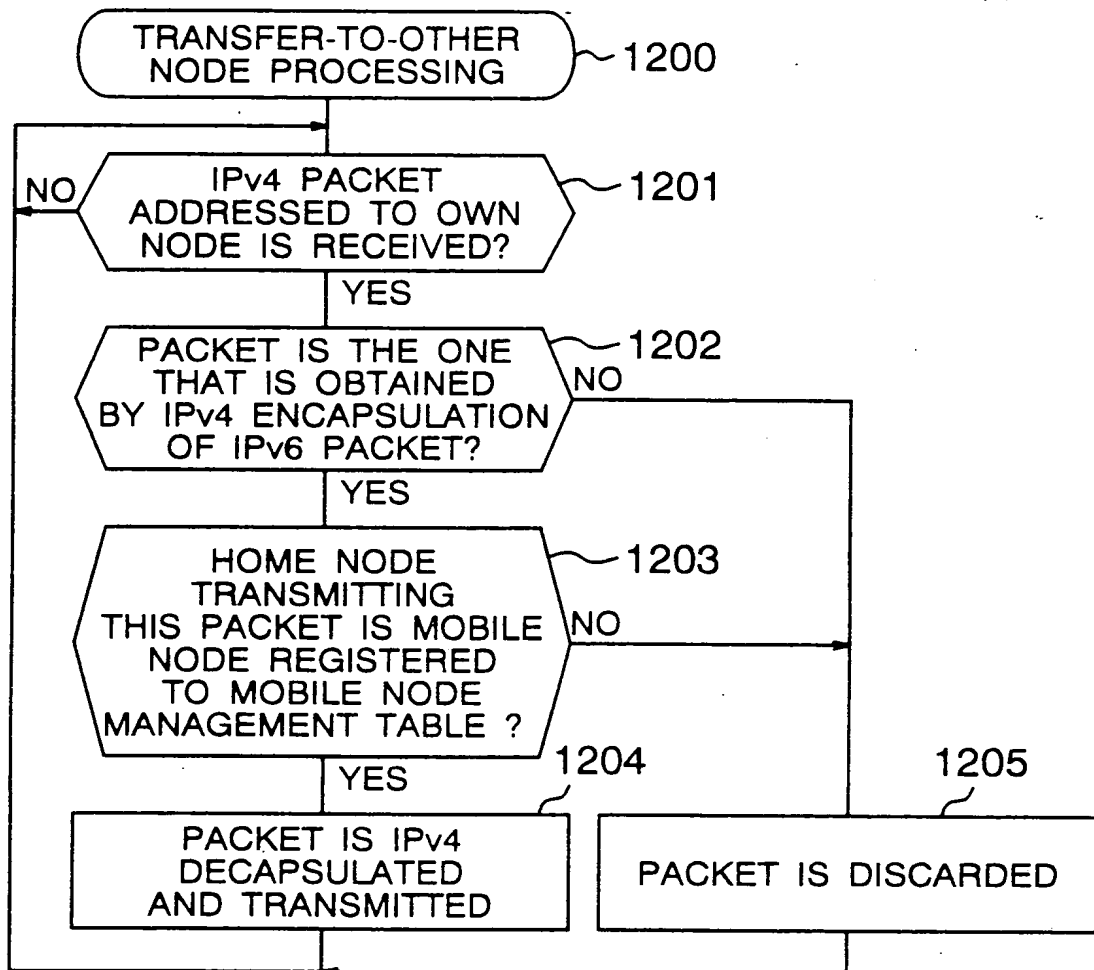 TRANSFER-TO-OTHER
NODE PROCESSING
1200
IPv4 PACKET
ADDRESSED TO OWN
NODE IS RECEIVED?
1201
NO
YES
PACKET IS THE ONE
THAT IS OBTAINED
BY IPv4 ENCAPSULATION
OF IPv6 PACKET?
1202
NO
YES
HOME NODE
TRANSMITTING
THIS PACKET IS MOBILE
NODE REGISTERED
TO MOBILE NODE
MANAGEMENT TABLE ?
1203
NO
YES
1204
PACKET IS IPv4
DECAPSULATED
AND TRANSMITTED
1205
PACKET IS DISCARDED